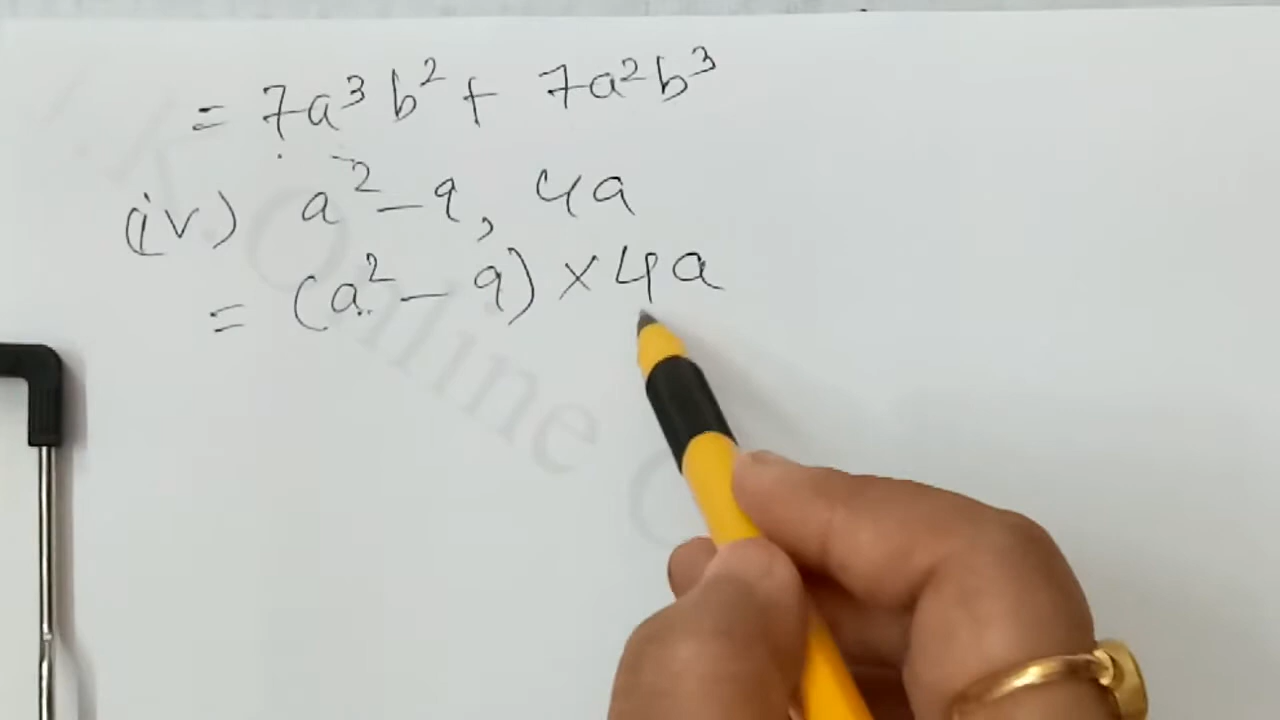 = 7a³b² + 7a²b³
(iv) a² - 9, 4a
= (a² - 9) × 4a